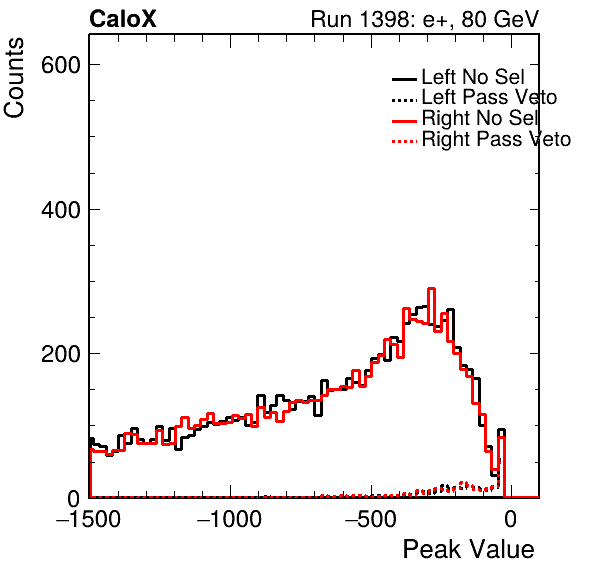 CaloX Run 1398: e+, 80 GeV
Counts
600
400
200
0
Left No Sel
Left Pass Veto
Right No Sel
Right Pass Veto
−1500 −1000 −500 0
Peak Value